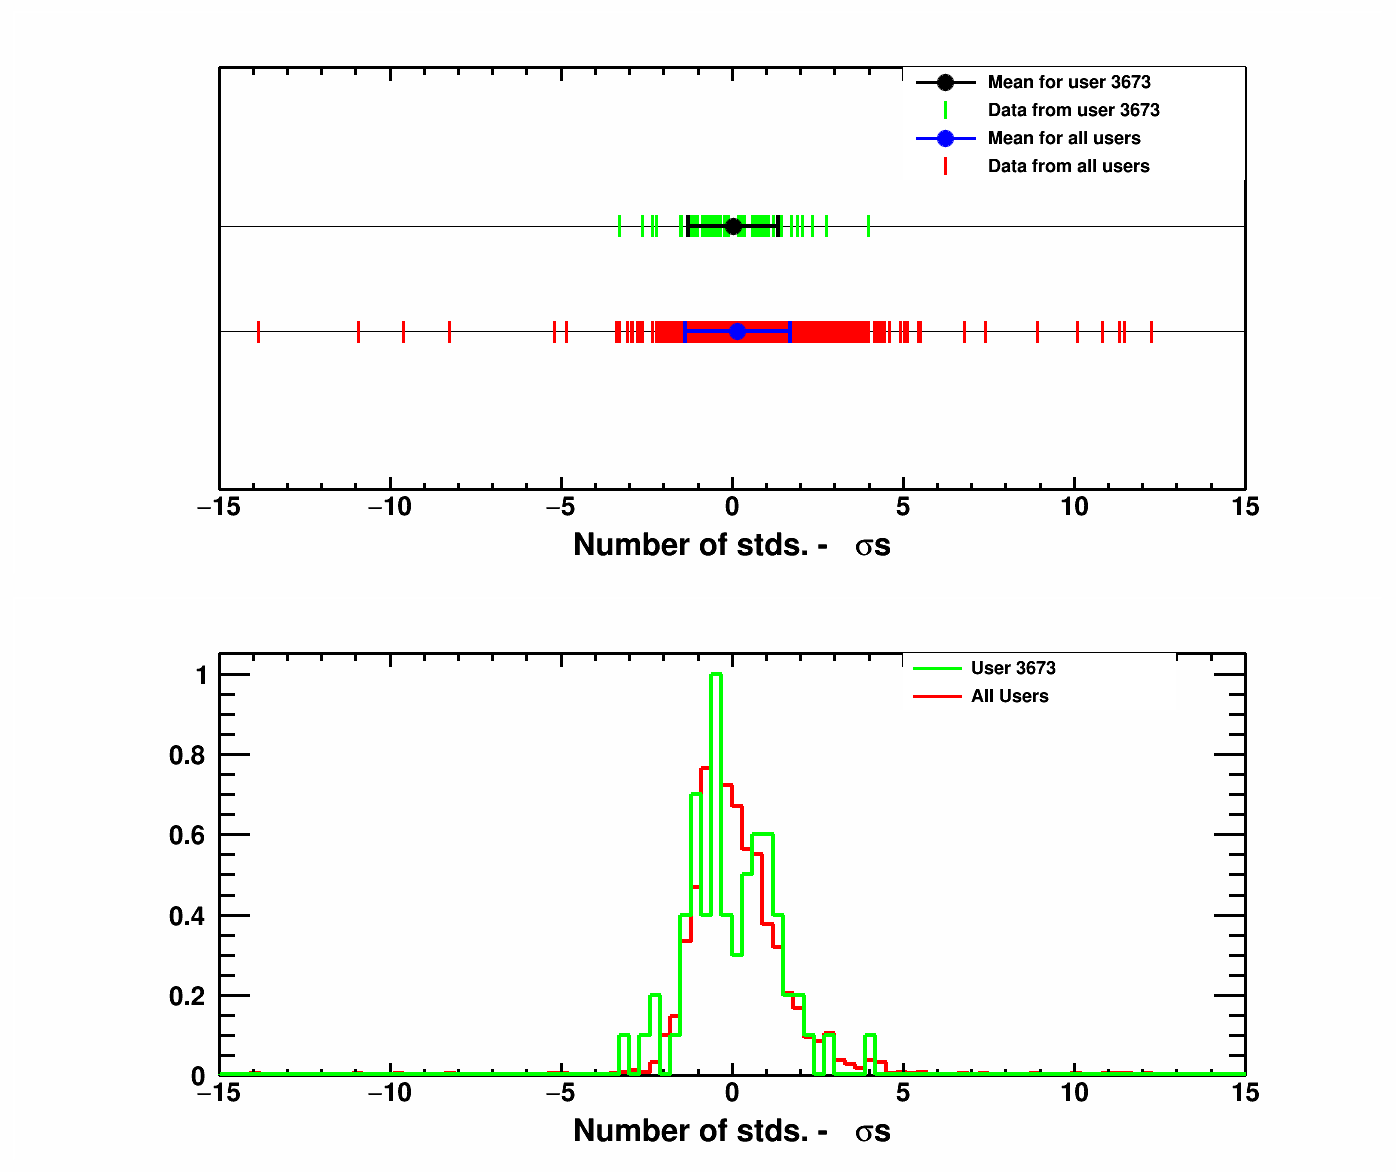 Mean for user 3673
Data from user 3673
Mean for all users
Data from all users
−15 −10 −5 0 5 10 15
Number of stds. - σs
User 3673
All Users
1
0.8
0.6
0.4
0.2
0
−15 −10 −5 0 5 10 15
Number of stds. - σs